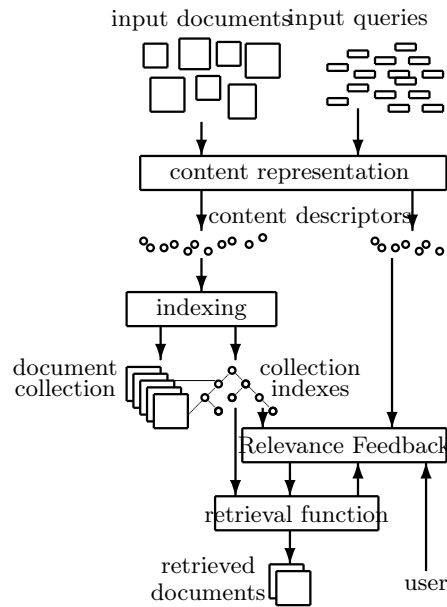 input documents
input queries
content representation
content descriptors
indexing
document
collection
collection
indexes
Relevance Feedback
retrieval function
retrieved
documents
user